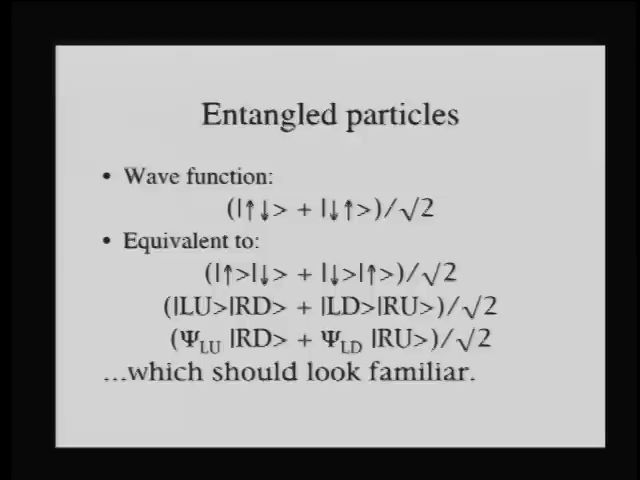 Entangled particles
• Wave function:
(|↑↓> + |↓↑>)/√2
• Equivalent to:
(|↑>|↓> + |↓>|↑>)/√2
(|LU>|RD> + |LD>|RU>)/√2
(Ψ_LU |RD> + Ψ_LD |RU>)/√2
...which should look familiar.